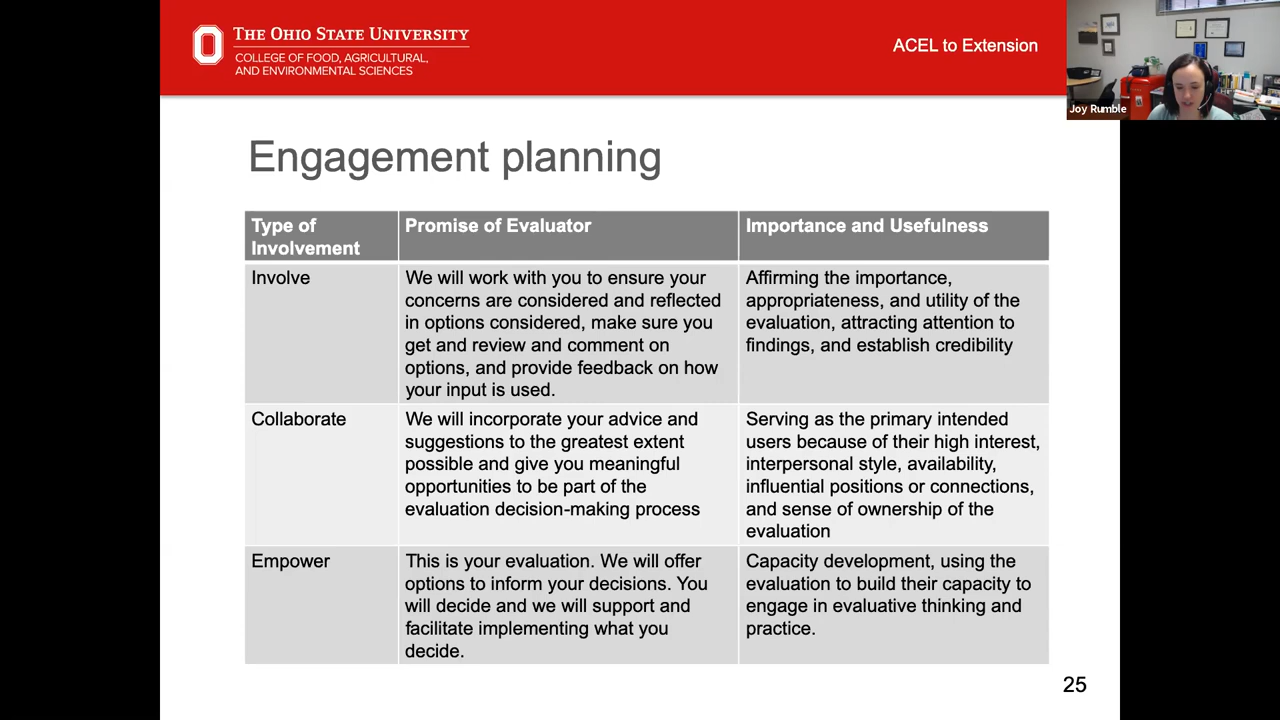 THE OHIO STATE UNIVERSITY
COLLEGE OF FOOD, AGRICULTURAL,
AND ENVIRONMENTAL SCIENCES
ACEL to Extension
Joy Rumble
Engagement planning
Type of
Involvement
Promise of Evaluator
Importance and Usefulness
Involve
We will work with you to ensure your
concerns are considered and reflected
in options considered, make sure you
get and review and comment on
options, and provide feedback on how
your input is used.
Affirming the importance,
appropriateness, and utility of the
evaluation, attracting attention to
findings, and establish credibility
Collaborate
We will incorporate your advice and
suggestions to the greatest extent
possible and give you meaningful
opportunities to be part of the
evaluation decision-making process
Serving as the primary intended
users because of their high interest,
interpersonal style, availability,
influential positions or connections,
and sense of ownership of the
evaluation
Empower
This is your evaluation. We will offer
options to inform your decisions. You
will decide and we will support and
facilitate implementing what you
decide.
Capacity development, using the
evaluation to build their capacity to
engage in evaluative thinking and
practice.
25